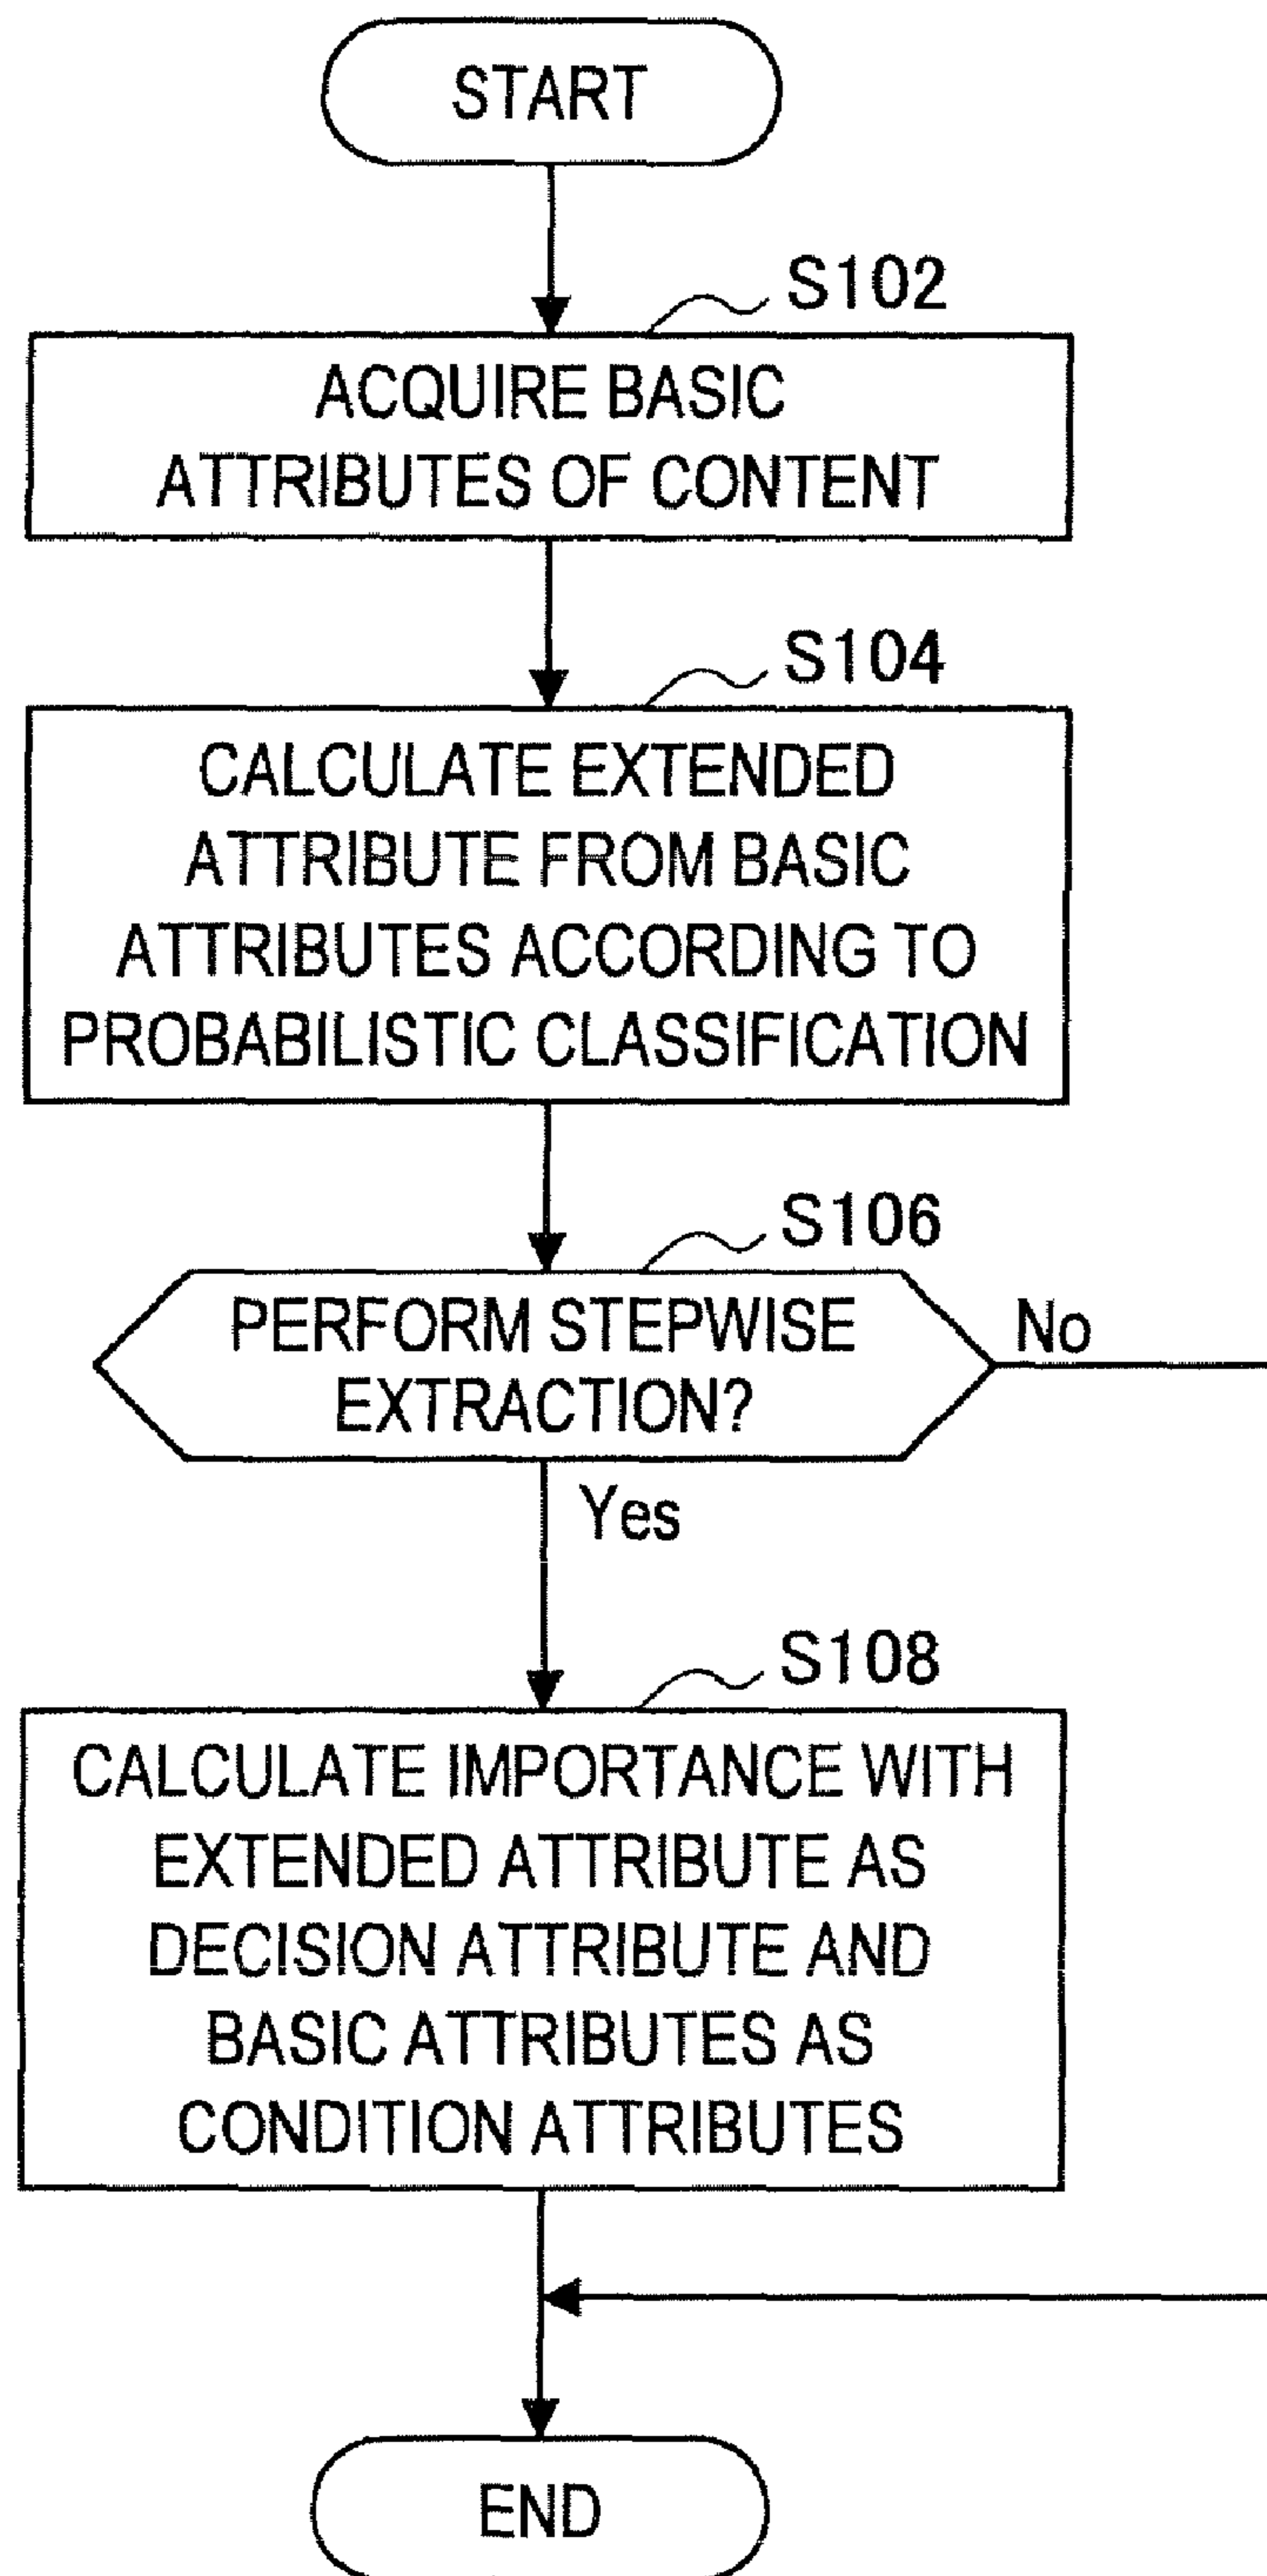 START
S102
ACQUIRE BASIC
ATTRIBUTES OF CONTENT
S104
CALCULATE EXTENDED
ATTRIBUTE FROM BASIC
ATTRIBUTES ACCORDING TO
PROBABILISTIC CLASSIFICATION
S106
PERFORM STEPWISE
EXTRACTION?
No
Yes
S108
CALCULATE IMPORTANCE WITH
EXTENDED ATTRIBUTE AS
DECISION ATTRIBUTE AND
BASIC ATTRIBUTES AS
CONDITION ATTRIBUTES
END